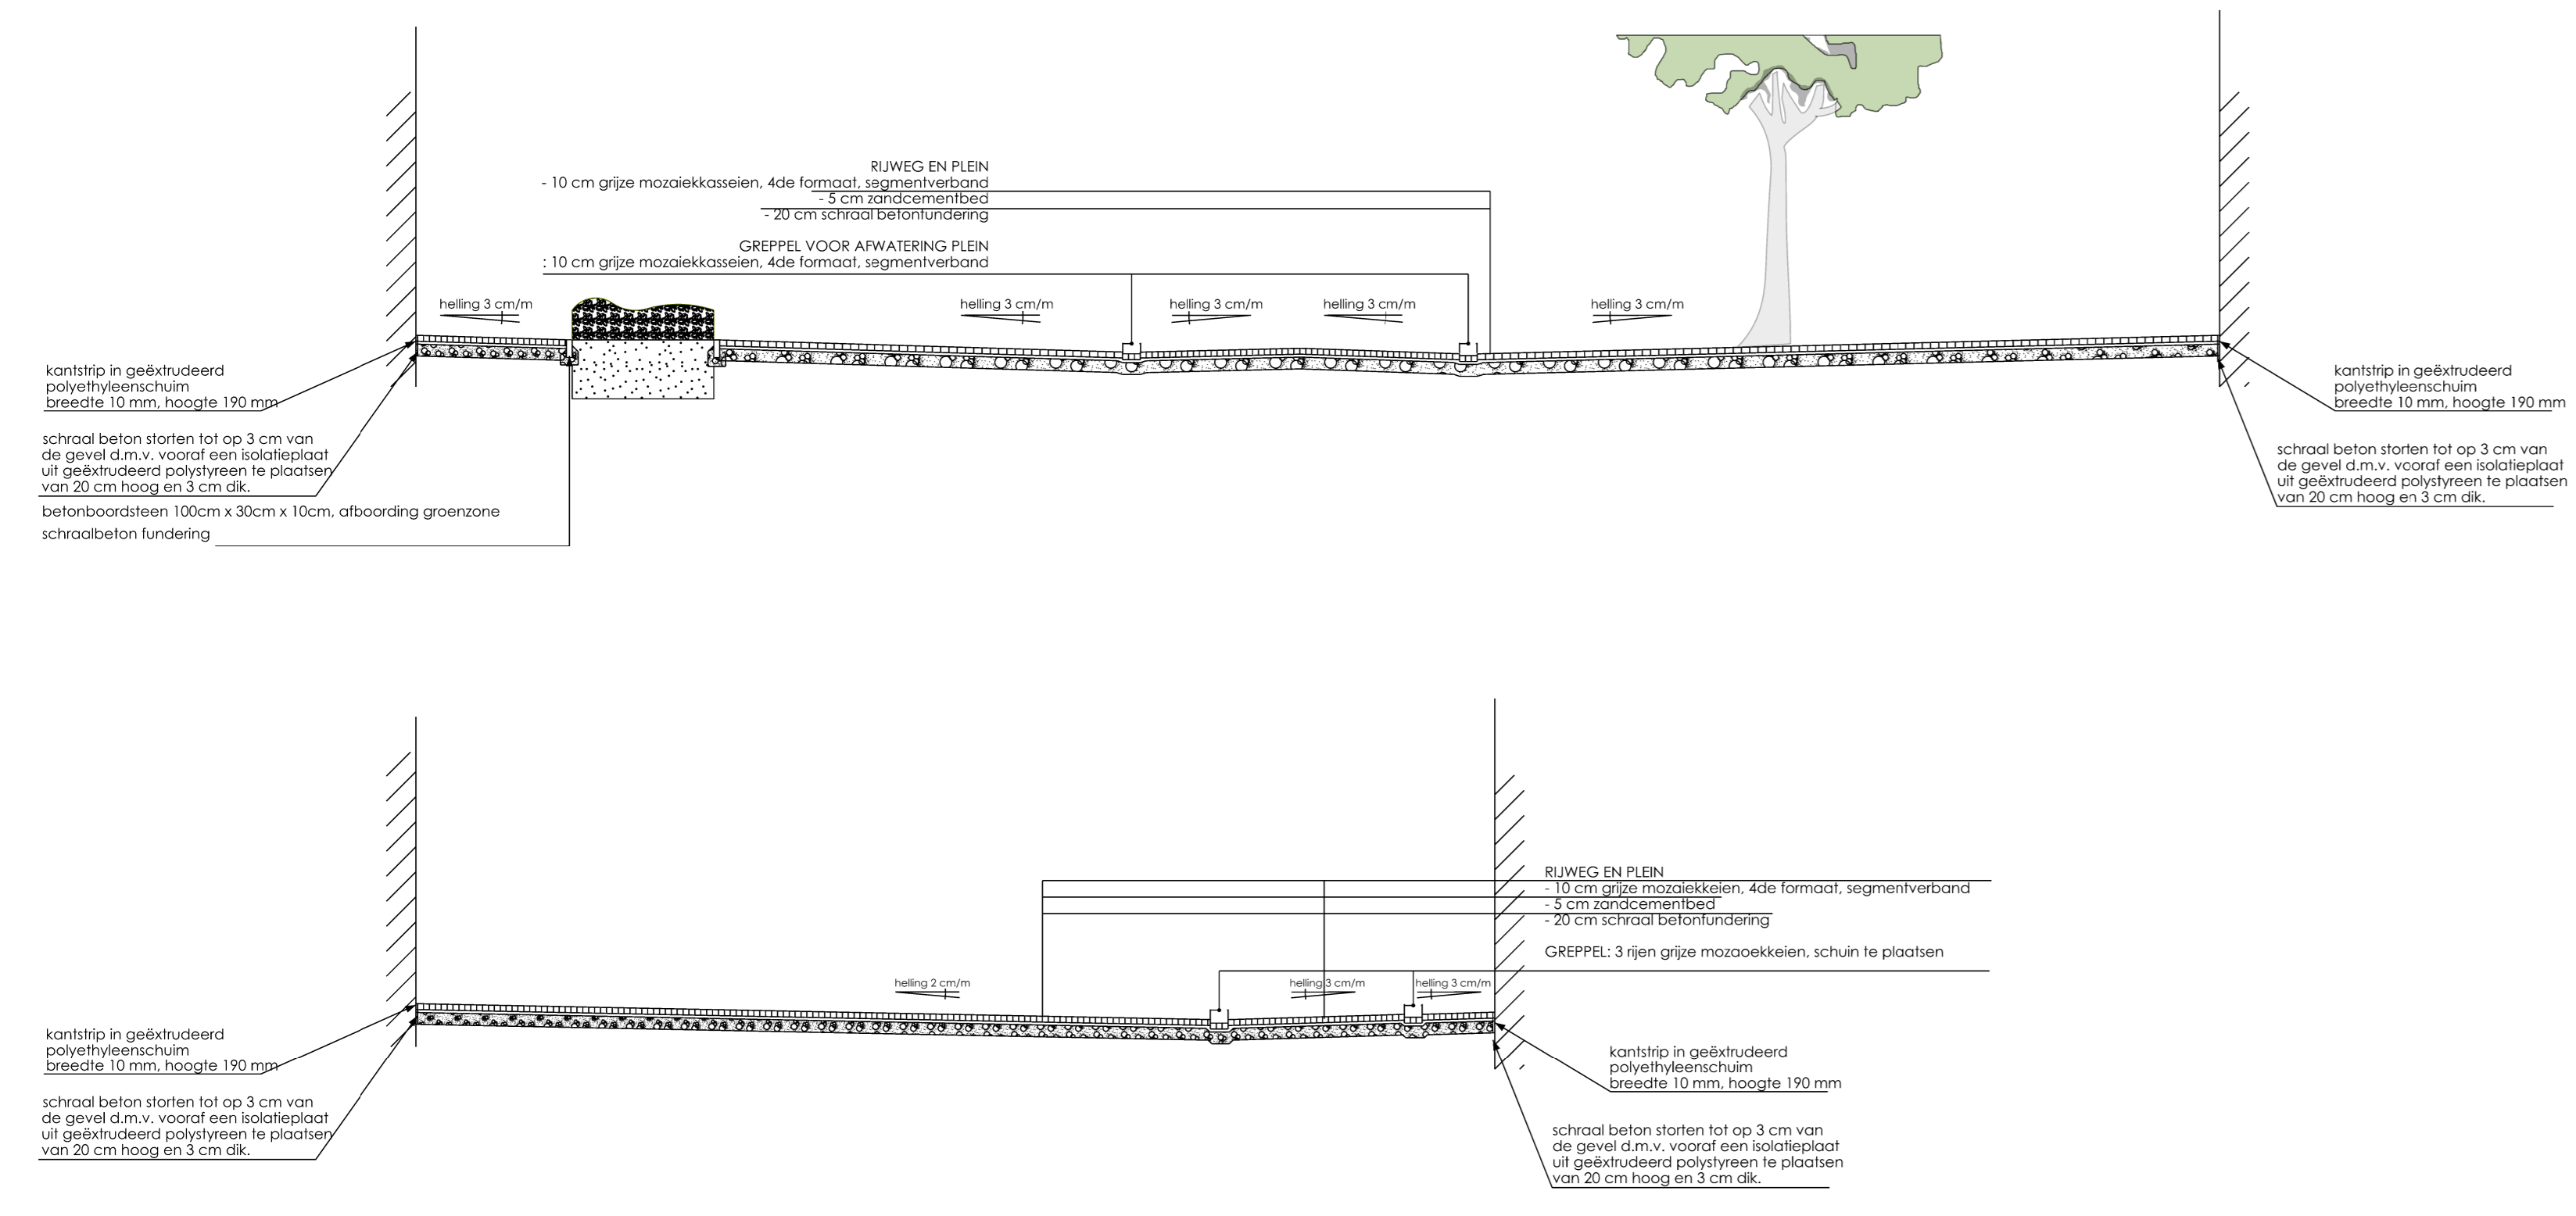 RIJWEG EN PLEIN
- 10 cm grijze mozaiekkasseien, 4de formaat, segmentverband
- 5 cm zandcementbed
- 20 cm schraal betonfundering
GREPPEL VOOR AFWATERING PLEIN
: 10 cm grijze mozaiekkasseien, 4de formaat, segmentverband
helling 3 cm/m
helling 3 cm/m
helling 3 cm/m
helling 3 cm/m
helling 3 cm/m
kantstrip in geëxtrudeerd
polyethyleenschuim
breedte 10 mm, hoogte 190 mm
schraal beton storten tot op 3 cm van
de gevel d.m.v. vooraf een isolatieplaat
uit geëxtrudeerd polystyreen te plaatsen
van 20 cm hoog en 3 cm dik.
betonboordsteen 100cm x 30cm x 10cm, afboording groenzone
schraalbeton fundering
kantstrip in geëxtrudeerd
polyethyleenschuim
breedte 10 mm, hoogte 190 mm
schraal beton storten tot op 3 cm van
de gevel d.m.v. vooraf een isolatieplaat
uit geëxtrudeerd polystyreen te plaatsen
van 20 cm hoog en 3 cm dik.
RIJWEG EN PLEIN
- 10 cm grijze mozaiekkeien, 4de formaat, segmentverband
- 5 cm zandcementbed
- 20 cm schraal betonfundering
GREPPEL: 3 rijen grijze mozaoekkeien, schuin te plaatsen
helling 2 cm/m
helling 3 cm/m
helling 3 cm/m
kantstrip in geëxtrudeerd
polyethyleenschuim
breedte 10 mm, hoogte 190 mm
schraal beton storten tot op 3 cm van
de gevel d.m.v. vooraf een isolatieplaat
uit geëxtrudeerd polystyreen te plaatsen
van 20 cm hoog en 3 cm dik.
kantstrip in geëxtrudeerd
polyethyleenschuim
breedte 10 mm, hoogte 190 mm
schraal beton storten tot op 3 cm van
de gevel d.m.v. vooraf een isolatieplaat
uit geëxtrudeerd polystyreen te plaatsen
van 20 cm hoog en 3 cm dik.